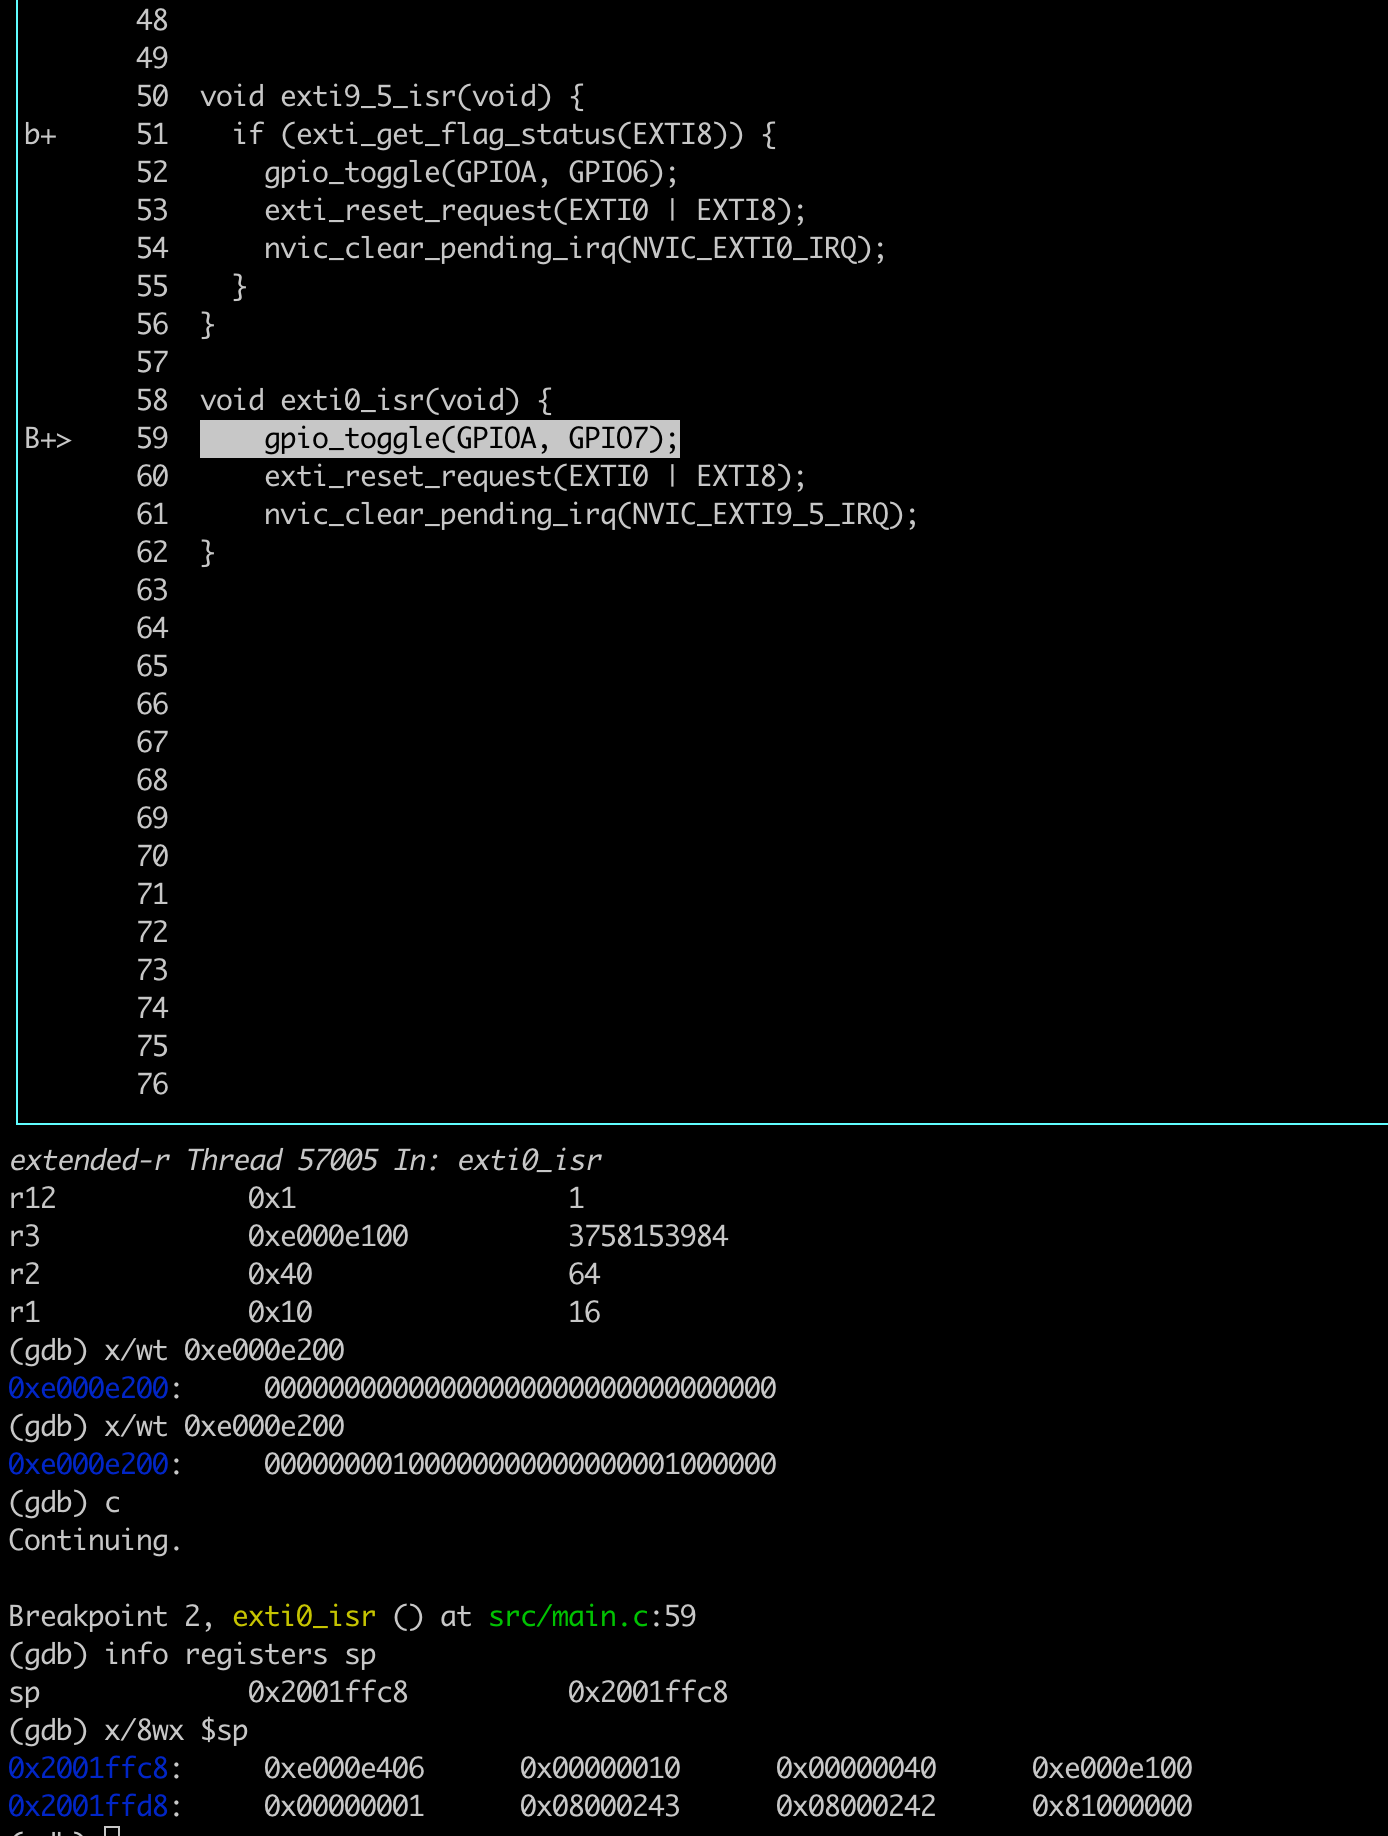 48
49
50 void exti9_5_isr(void) {
b+ 51 if (exti_get_flag_status(EXTI8)) {
52 gpio_toggle(GPIOA, GPIO6);
53 exti_reset_request(EXTI0 | EXTI8);
54 nvic_clear_pending_irq(NVIC_EXTI0_IRQ);
55 }
56 }
57
58 void exti0_isr(void) {
B+> 59 gpio_toggle(GPIOA, GPIO7);
60 exti_reset_request(EXTI0 | EXTI8);
61 nvic_clear_pending_irq(NVIC_EXTI9_5_IRQ);
62 }
63
64
65
66
67
68
69
70
71
72
73
74
75
76
extended-r Thread 57005 In: exti0_isr
r12 0x1 1
r3 0xe000e100 3758153984
r2 0x40 64
r1 0x10 16
(gdb) x/wt 0xe000e200
0xe000e200: 00000000000000000000000000000000
(gdb) x/wt 0xe000e200
0xe000e200: 00000000100000000000000001000000
(gdb) c
Continuing.
Breakpoint 2, exti0_isr () at src/main.c:59
(gdb) info registers sp
sp 0x2001ffc8 0x2001ffc8
(gdb) x/8wx $sp
0x2001ffc8: 0xe000e406 0x00000010 0x00000040 0xe000e100
0x2001ffd8: 0x00000001 0x08000243 0x08000242 0x81000000
(gdb)